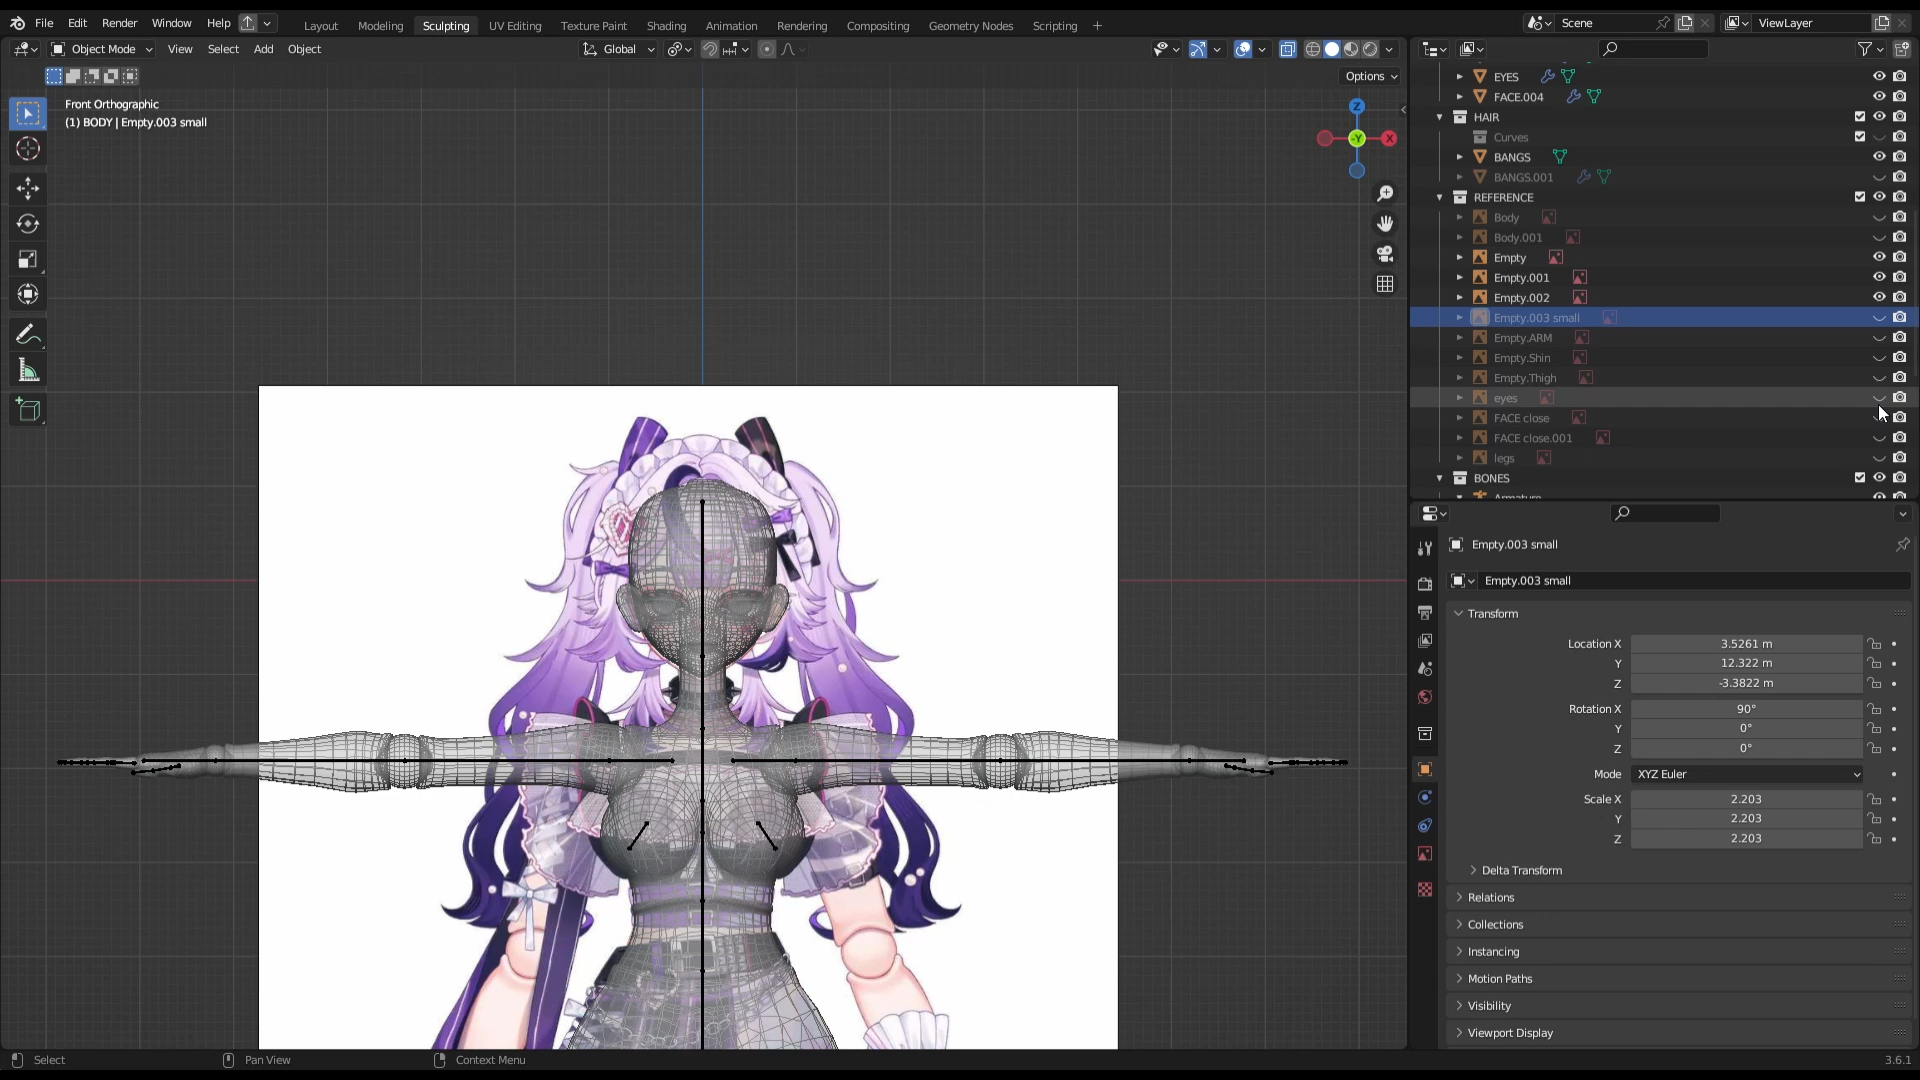 File Edit Render Window Help
Layout Modeling Sculpting UV Editing Texture Paint Shading Animation Rendering Compositing Geometry Nodes Scripting +
Scene
ViewLayer
Object Mode View Select Add Object
Global
Options
Front Orthographic
(1) BODY | Empty.003 small
Z
-Y
X
EYES
FACE.004
HAIR
Curves
BANGS
BANGS.001
REFERENCE
Body
Body.001
Empty
Empty.001
Empty.002
Empty.003 small
Empty.ARM
Empty.Shin
Empty.Thigh
eyes
FACE close
FACE close.001
legs
BONES
Armature
Empty.003 small
Empty.003 small
Transform
Location X 3.5261 m
Y 12.322 m
Z -3.3822 m
Rotation X 90°
Y 0°
Z 0°
Mode XYZ Euler
Scale X 2.203
Y 2.203
Z 2.203
Delta Transform
Relations
Collections
Instancing
Motion Paths
Visibility
Viewport Display
Select Pan View Context Menu
3.6.1